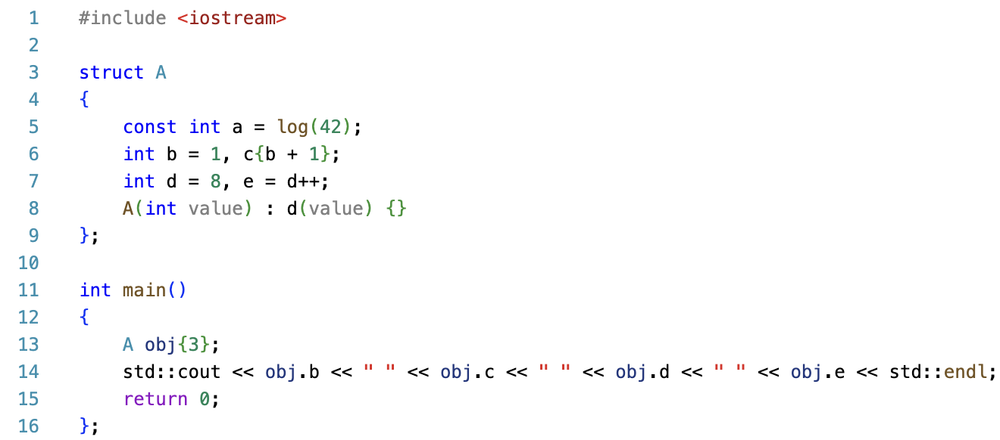 1 #include <iostream>
2
3 struct A
4 {
5     const int a = log(42);
6     int b = 1, c{b + 1};
7     int d = 8, e = d++;
8     A(int value) : d(value) {}
9 };
10
11 int main()
12 {
13     A obj{3};
14     std::cout << obj.b << " " << obj.c << " " << obj.d << " " << obj.e << std::endl;
15     return 0;
16 };